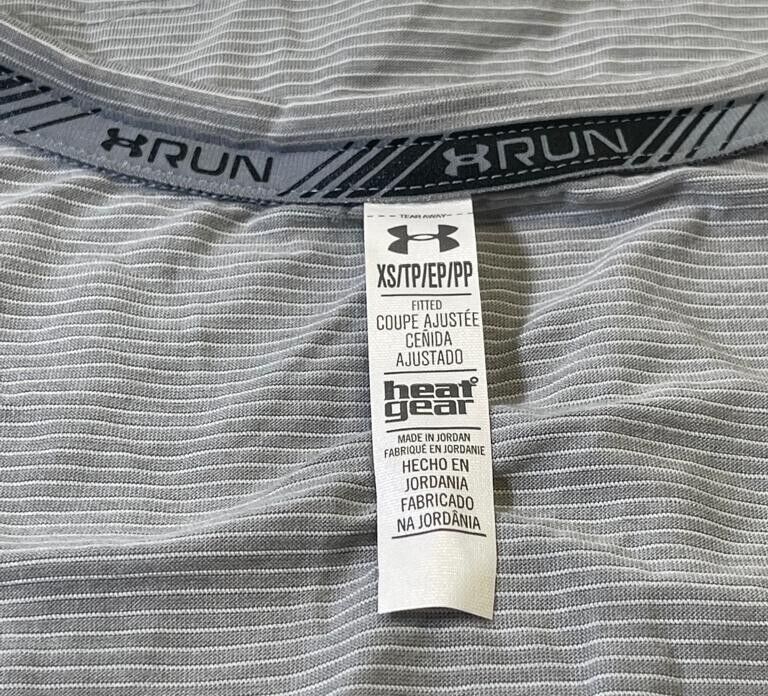 RUN RUN
TEAR AWAY
XS/TP/EP/PP
FITTED
COUPE AJUSTÉE
CEÑIDA
AJUSTADO
heat
gear
MADE IN JORDAN
FABRIQUÉ EN JORDANIE
HECHO EN
JORDANIA
FABRICADO
NA JORDÂNIA